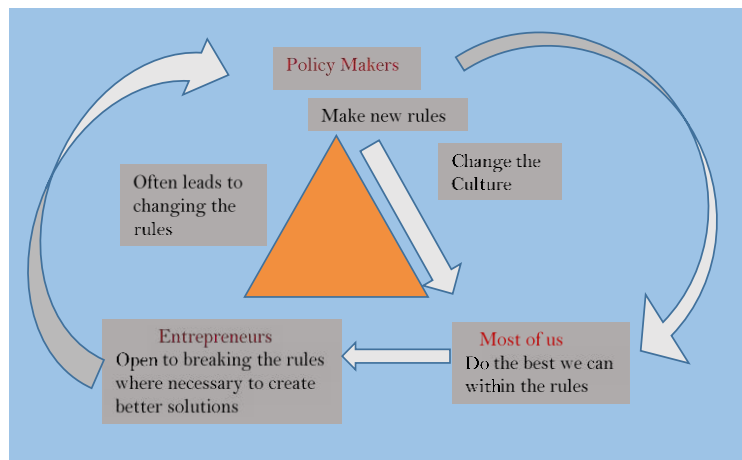 Policy Makers
Make new rules
Change the
Culture
Often leads to
changing the
rules
Entrepreneurs
Open to breaking the rules
where necessary to create
better solutions
Most of us
Do the best we can
within the rules